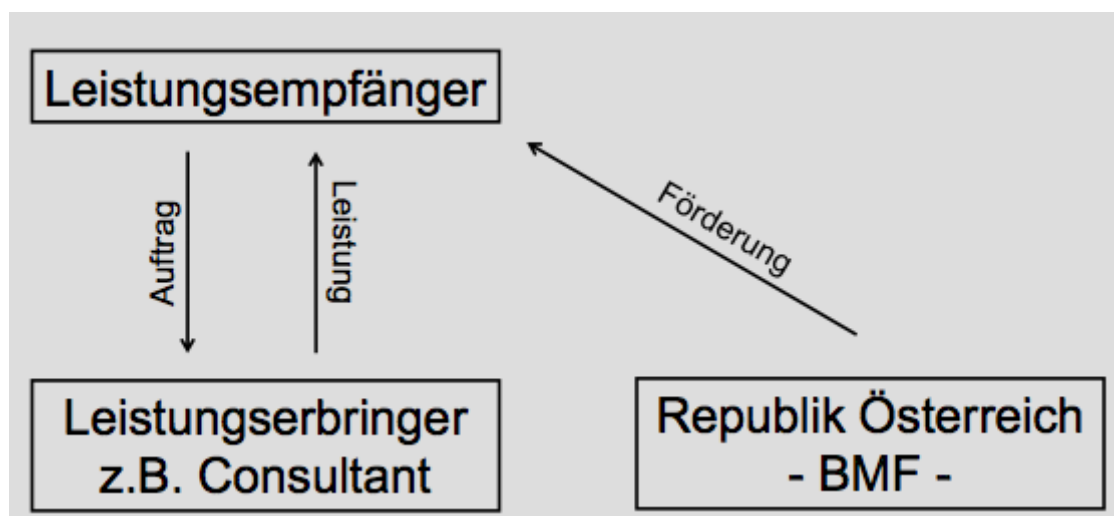 Leistungsempfänger
Auftrag
Leistung
Förderung
Leistungserbringer
z.B. Consultant
Republik Österreich
- BMF -